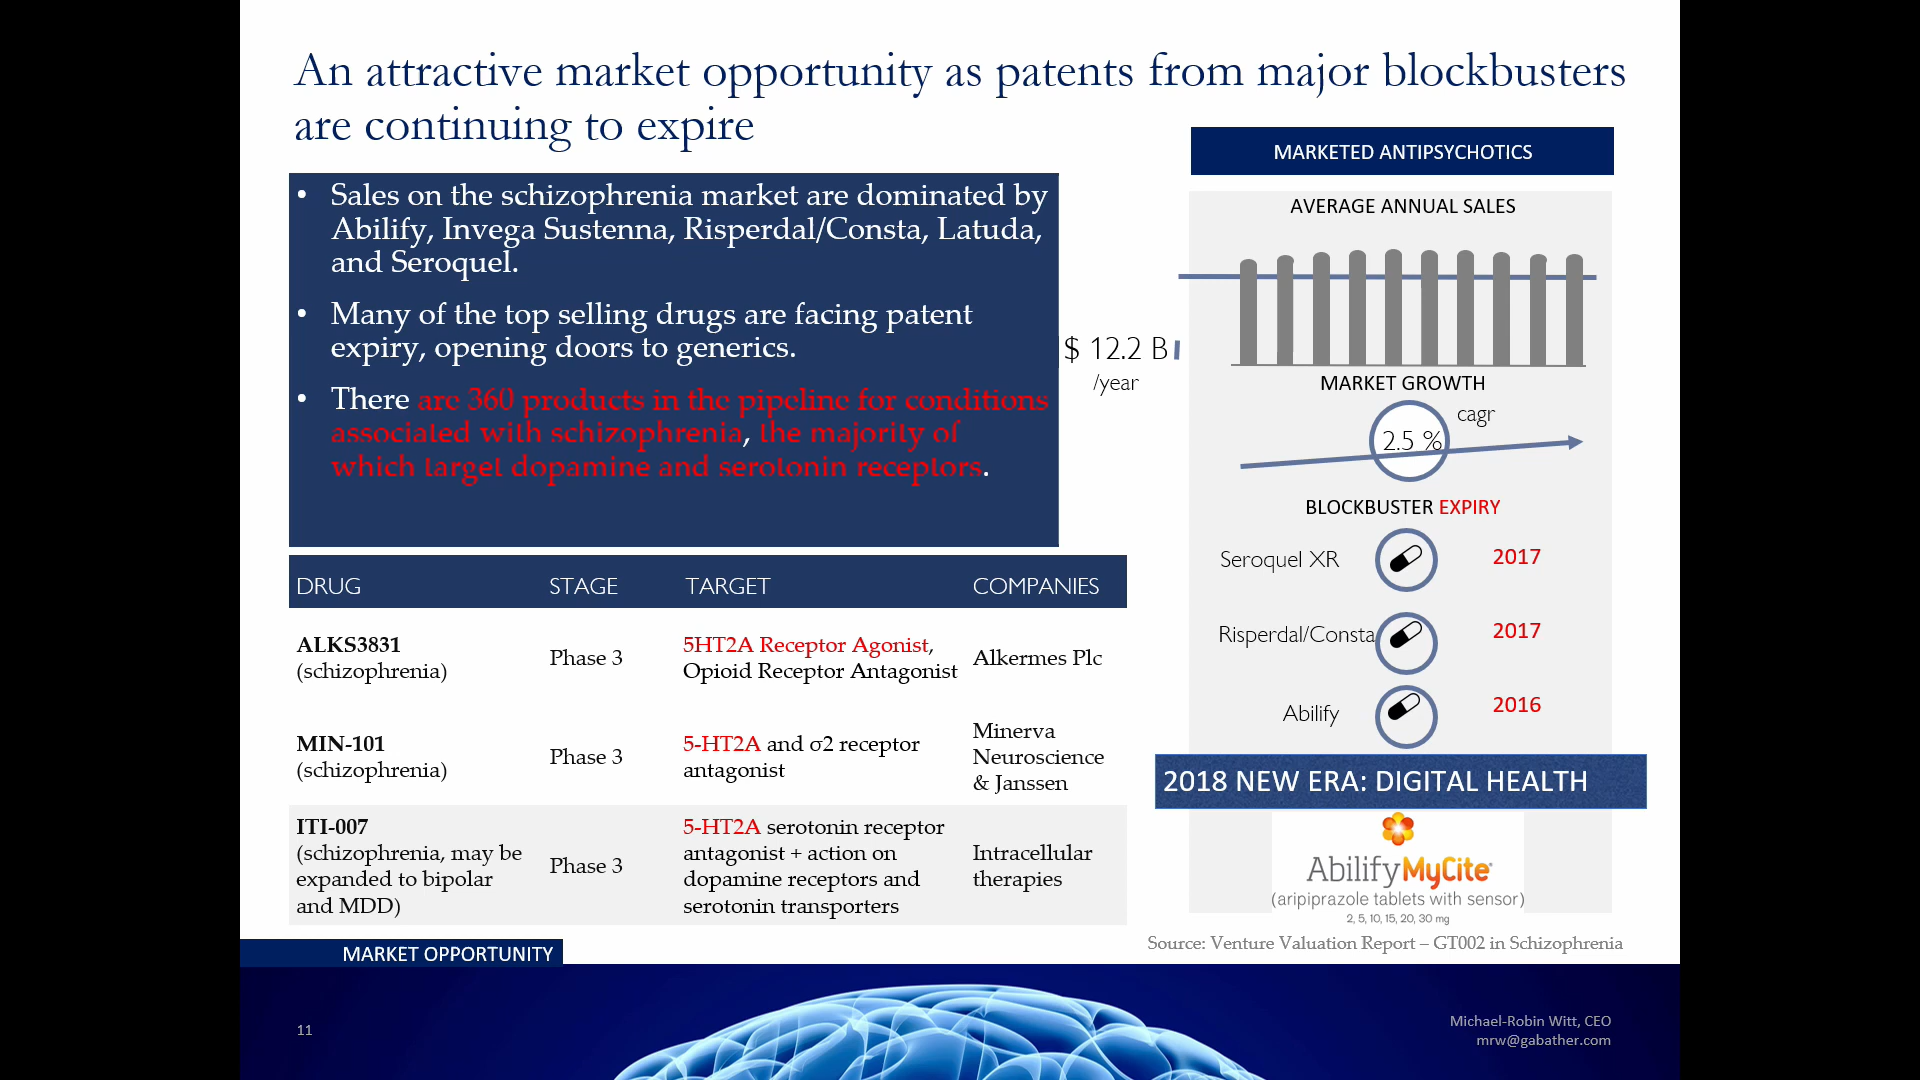 An attractive market opportunity as patents from major blockbusters
are continuing to expire
• Sales on the schizophrenia market are dominated by
Abilify, Invega Sustenna, Risperdal/Consta, Latuda,
and Seroquel.
• Many of the top selling drugs are facing patent
expiry, opening doors to generics.
• There are 360 products in the pipeline for conditions
associated with schizophrenia, the majority of
which target dopamine and serotonin receptors.
$ 12.2 B
/year
MARKETED ANTIPSYCHOTICS
AVERAGE ANNUAL SALES
MARKET GROWTH
cagr
2.5 %
BLOCKBUSTER EXPIRY
Seroquel XR 2017
Risperdal/Consta 2017
Abilify 2016
2018 NEW ERA: DIGITAL HEALTH
Abilify MyCite®
(aripiprazole tablets with sensor)
2, 5, 10, 15, 20, 30 mg
Source: Venture Valuation Report – GT002 in Schizophrenia
DRUG STAGE TARGET COMPANIES
ALKS3831
(schizophrenia)
Phase 3
5HT2A Receptor Agonist,
Opioid Receptor Antagonist
Alkermes Plc
MIN-101
(schizophrenia)
Phase 3
5-HT2A and σ2 receptor
antagonist
Minerva
Neuroscience
& Janssen
ITI-007
(schizophrenia, may be
expanded to bipolar
and MDD)
Phase 3
5-HT2A serotonin receptor
antagonist + action on
dopamine receptors and
serotonin transporters
Intracellular
therapies
MARKET OPPORTUNITY
11
Michael-Robin Witt, CEO
mrw@gabather.com